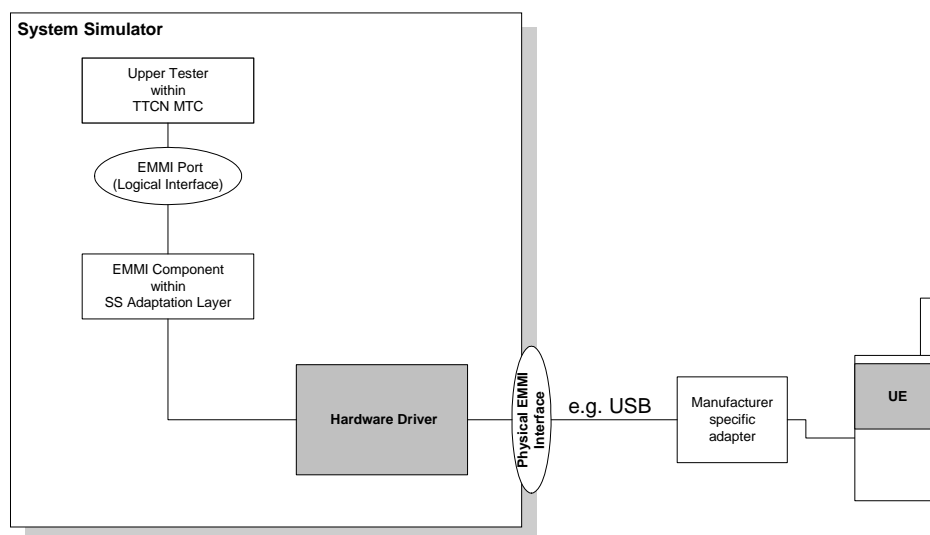 System Simulator
Upper Tester
within
TTCN MTC
EMMI Port
(Logical Interface)
EMMI Component
within
SS Adaptation Layer
Hardware Driver
Physical EMMI
Interface
e.g. USB
Manufacturer
specific
adapter
UE